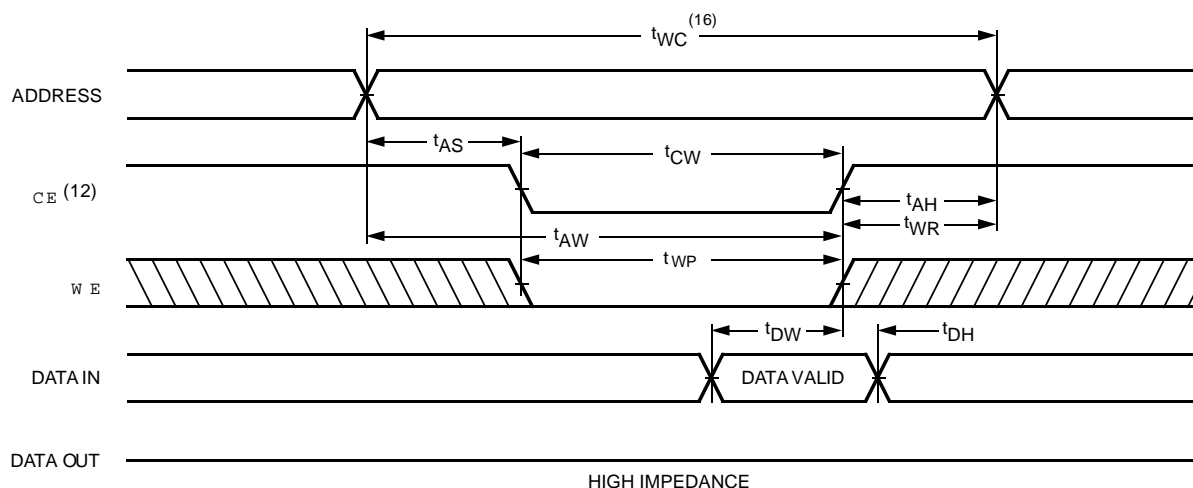 tWC(16)
ADDRESS
tAS
tCW
CE (12)
tAH
tWR
tAW
tWP
W E
tDW
tDH
DATA IN
DATA VALID
DATA OUT
HIGH IMPEDANCE